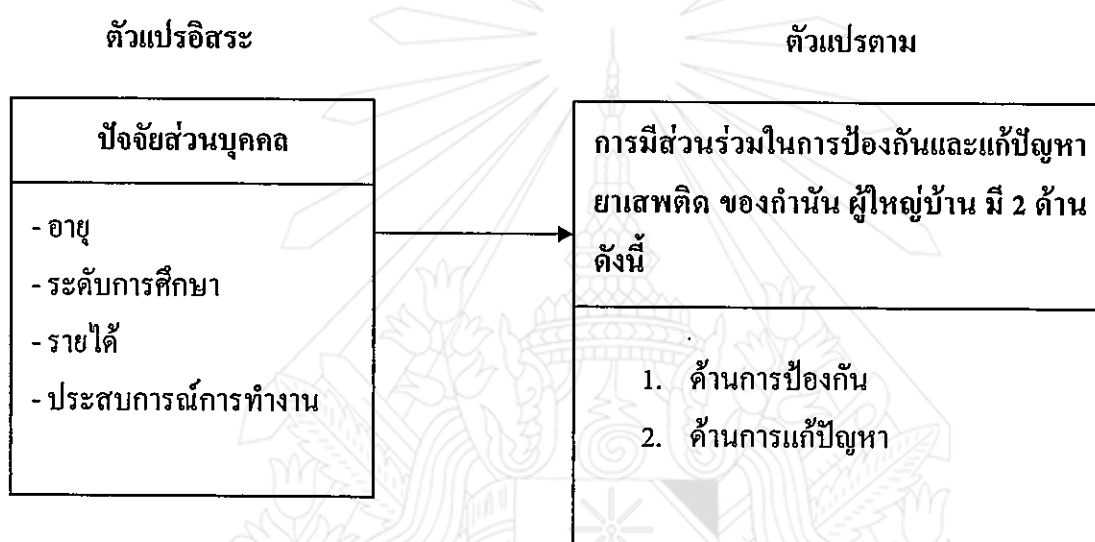 ตัวแปรอิสระ
ตัวแปรตาม
ปัจจัยส่วนบุคคล
- อายุ
- ระดับการศึกษา
- รายได้
- ประสบการณ์การทำงาน
การมีส่วนร่วมในการป้องกันและแก้ปัญหา
ยาเสพติด ของกำนัน ผู้ใหญ่บ้าน มี 2 ด้าน
ดังนี้
1. ด้านการป้องกัน
2. ด้านการแก้ปัญหา